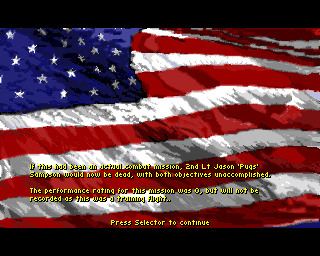 If this had been an actual combat mission, 2nd Lt Jason 'Pugs'
Sampson would now be dead, with both objectives unaccomplished.
The performance rating for this mission was 0, but will not be
recorded as this was a training flight..
Press Selector to continue